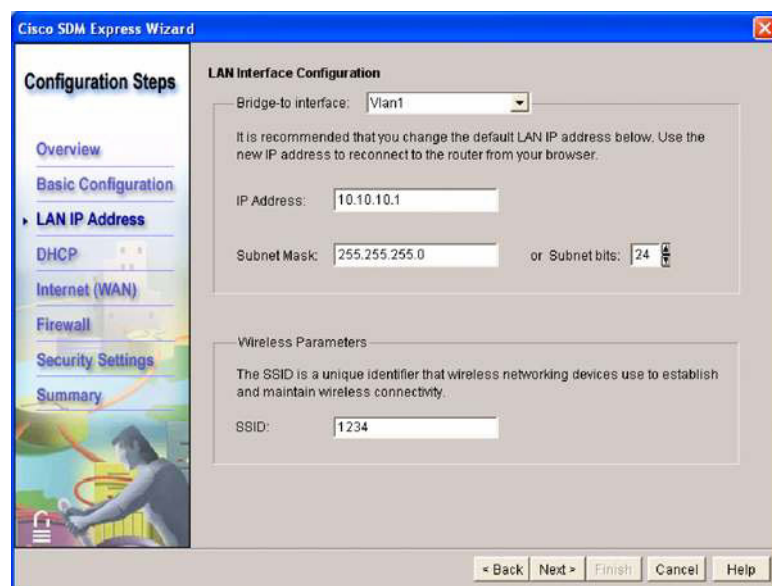 Cisco SDM Express Wizard
Configuration Steps
Overview
Basic Configuration
LAN IP Address
DHCP
Internet (WAN)
Firewall
Security Settings
Summary
LAN Interface Configuration
Bridge-to interface: Vlan1
It is recommended that you change the default LAN IP address below. Use the
new IP address to reconnect to the router from your browser.
IP Address: 10.10.10.1
Subnet Mask: 255.255.255.0 or Subnet bits: 24
Wireless Parameters
The SSID is a unique identifier that wireless networking devices use to establish
and maintain wireless connectivity.
SSID: 1234
< Back Next > Finish Cancel Help